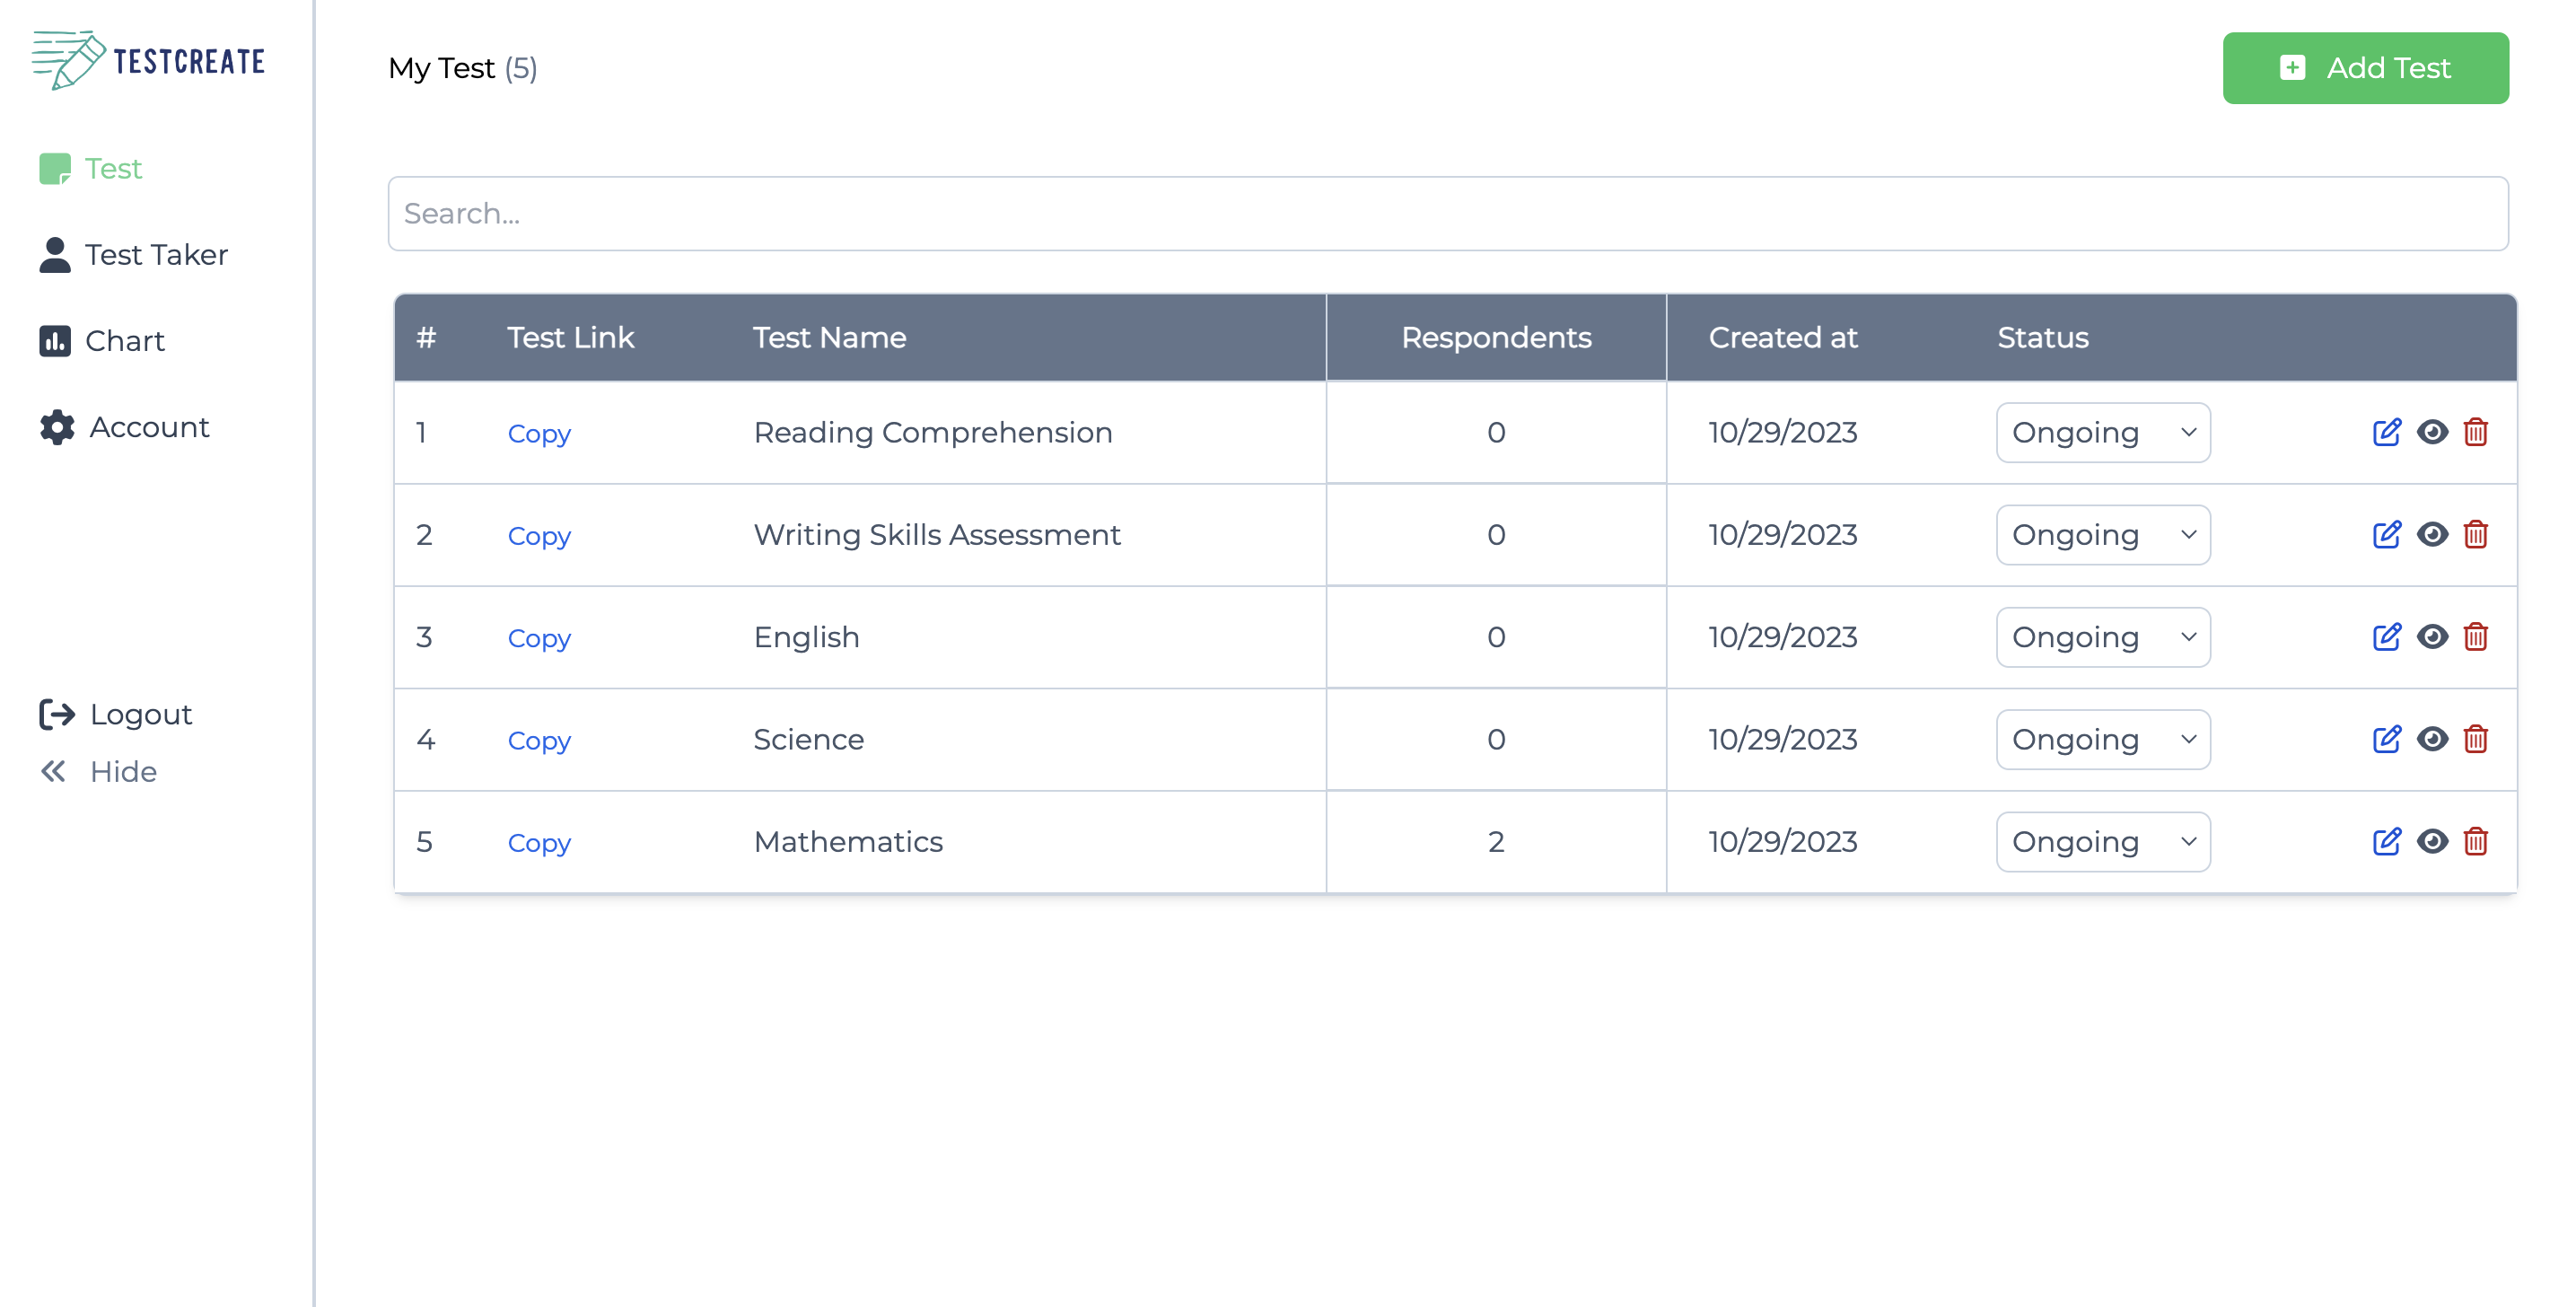 TESTCREATE
Test
Test Taker
Chart
Account
Logout
Hide
My Test (5)
Add Test
Search...
# Test Link Test Name Respondents Created at Status
1 Copy Reading Comprehension 0 10/29/2023 Ongoing
2 Copy Writing Skills Assessment 0 10/29/2023 Ongoing
3 Copy English 0 10/29/2023 Ongoing
4 Copy Science 0 10/29/2023 Ongoing
5 Copy Mathematics 2 10/29/2023 Ongoing